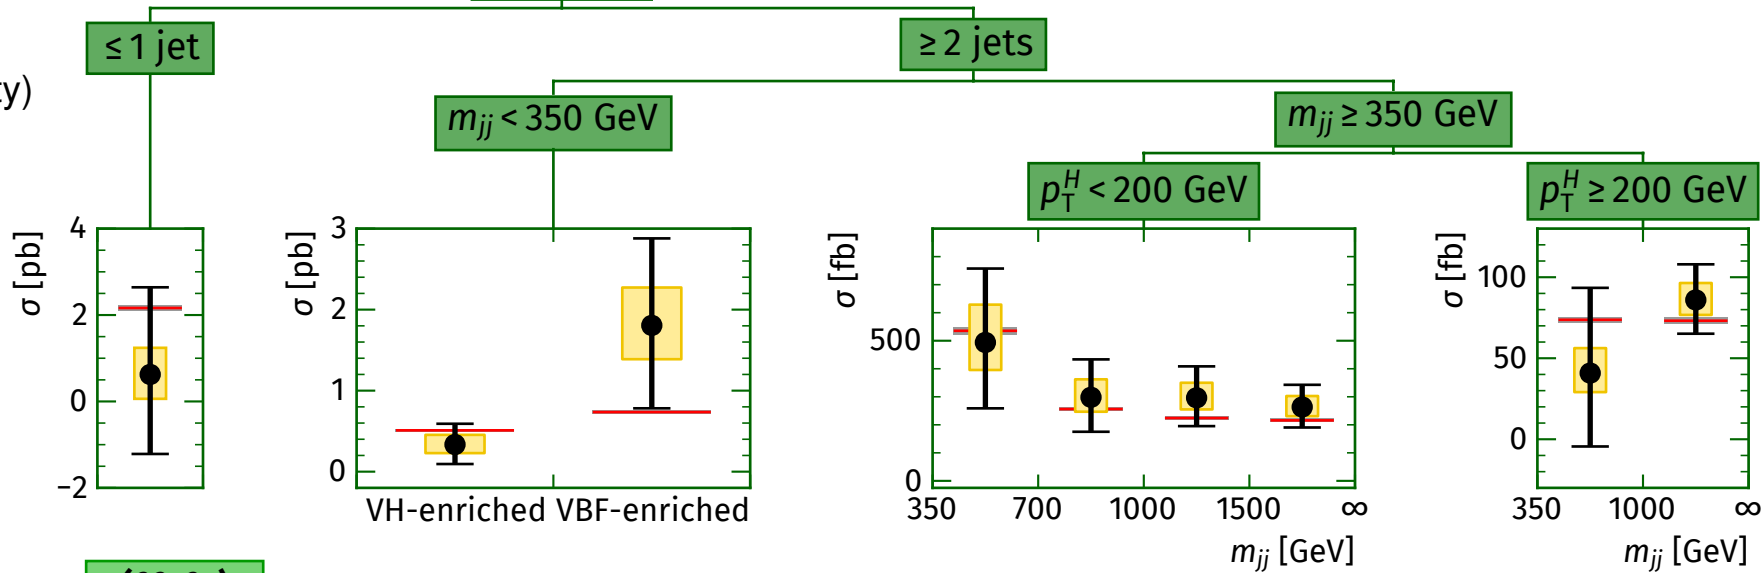 ≤ 1 jet
≥ 2 jets
ty)
m_jj < 350 GeV
m_jj ≥ 350 GeV
p_T^H < 200 GeV
p_T^H ≥ 200 GeV
σ [pb]
4
2
0
−2
σ [pb]
3
2
1
0
VH-enriched VBF-enriched
σ [fb]
500
0
350 700 1000 1500 ∞
m_jj [GeV]
σ [fb]
100
50
0
350 1000 ∞
m_jj [GeV]